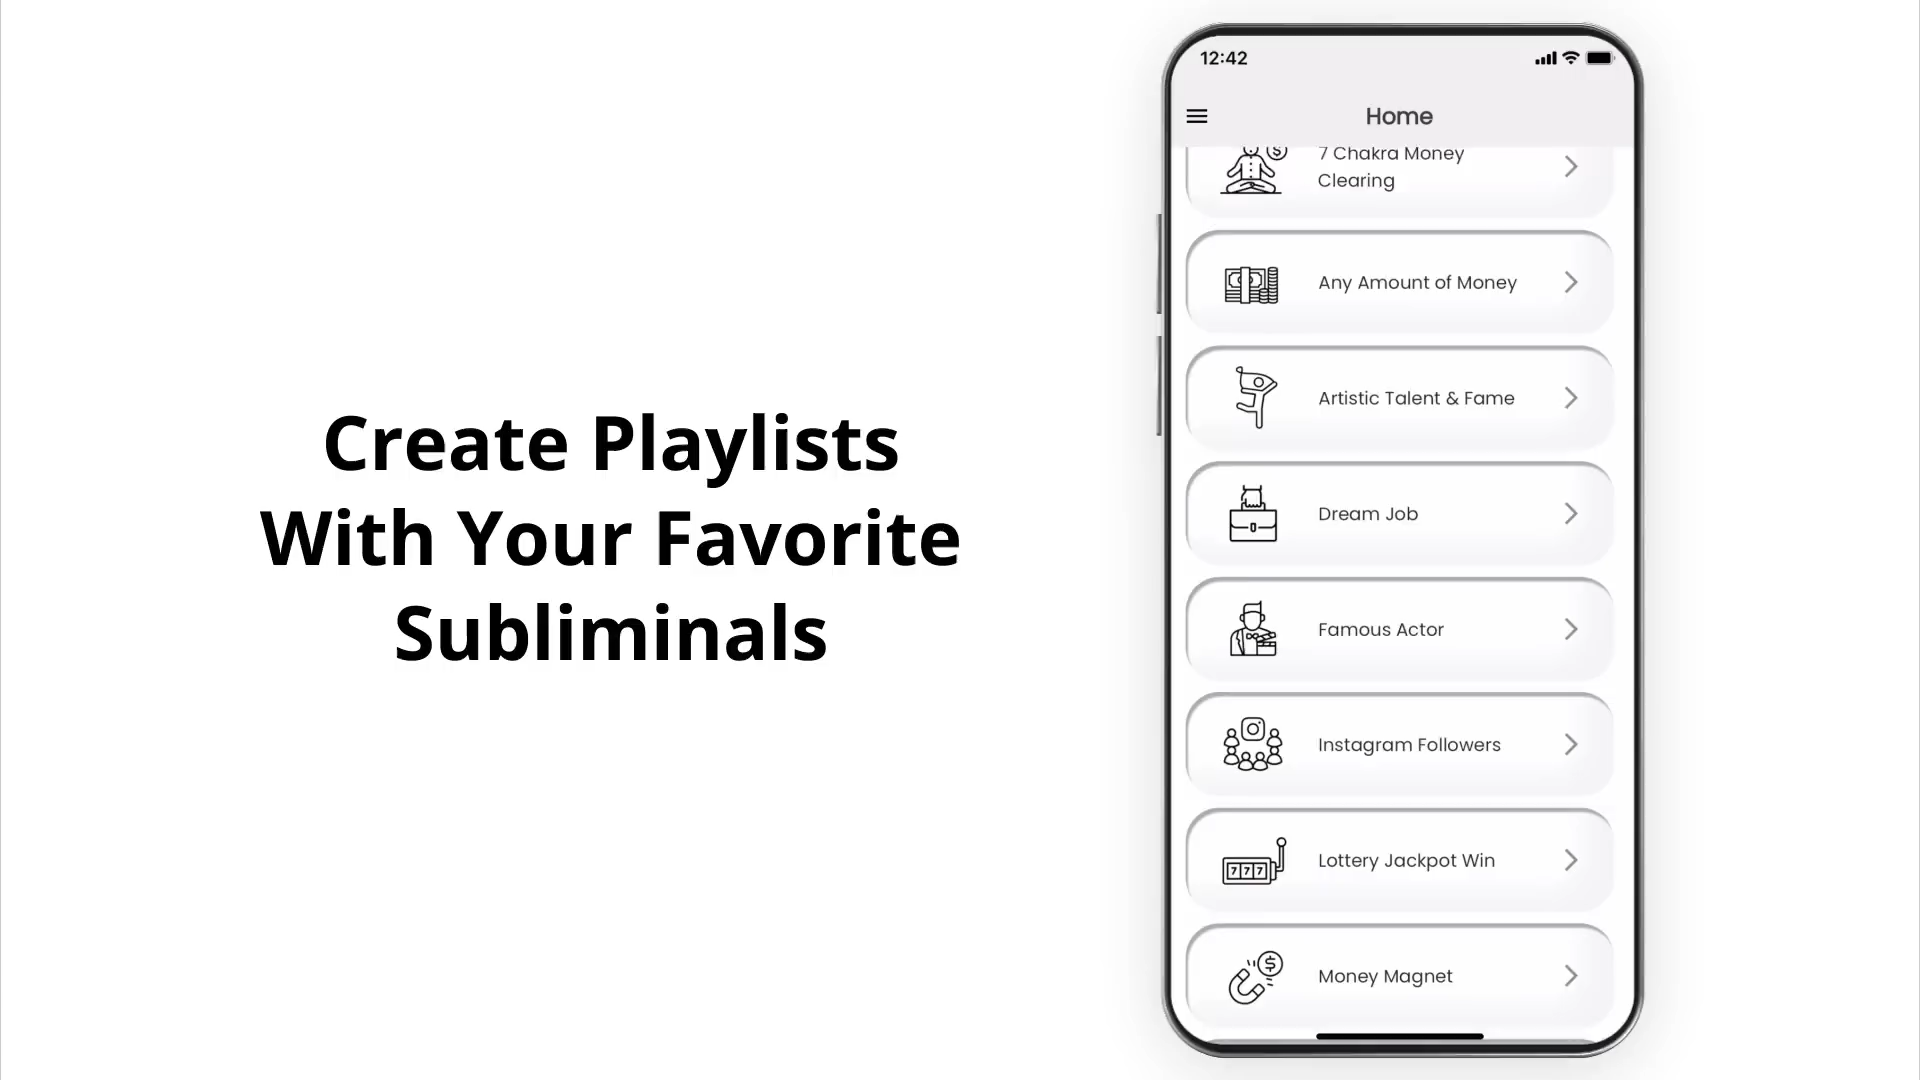 Create Playlists
With Your Favorite
Subliminals
12:42
Home
7 Chakra Money
Clearing
Any Amount of Money
Artistic Talent & Fame
Dream Job
Famous Actor
Instagram Followers
777
Lottery Jackpot Win
$
Money Magnet